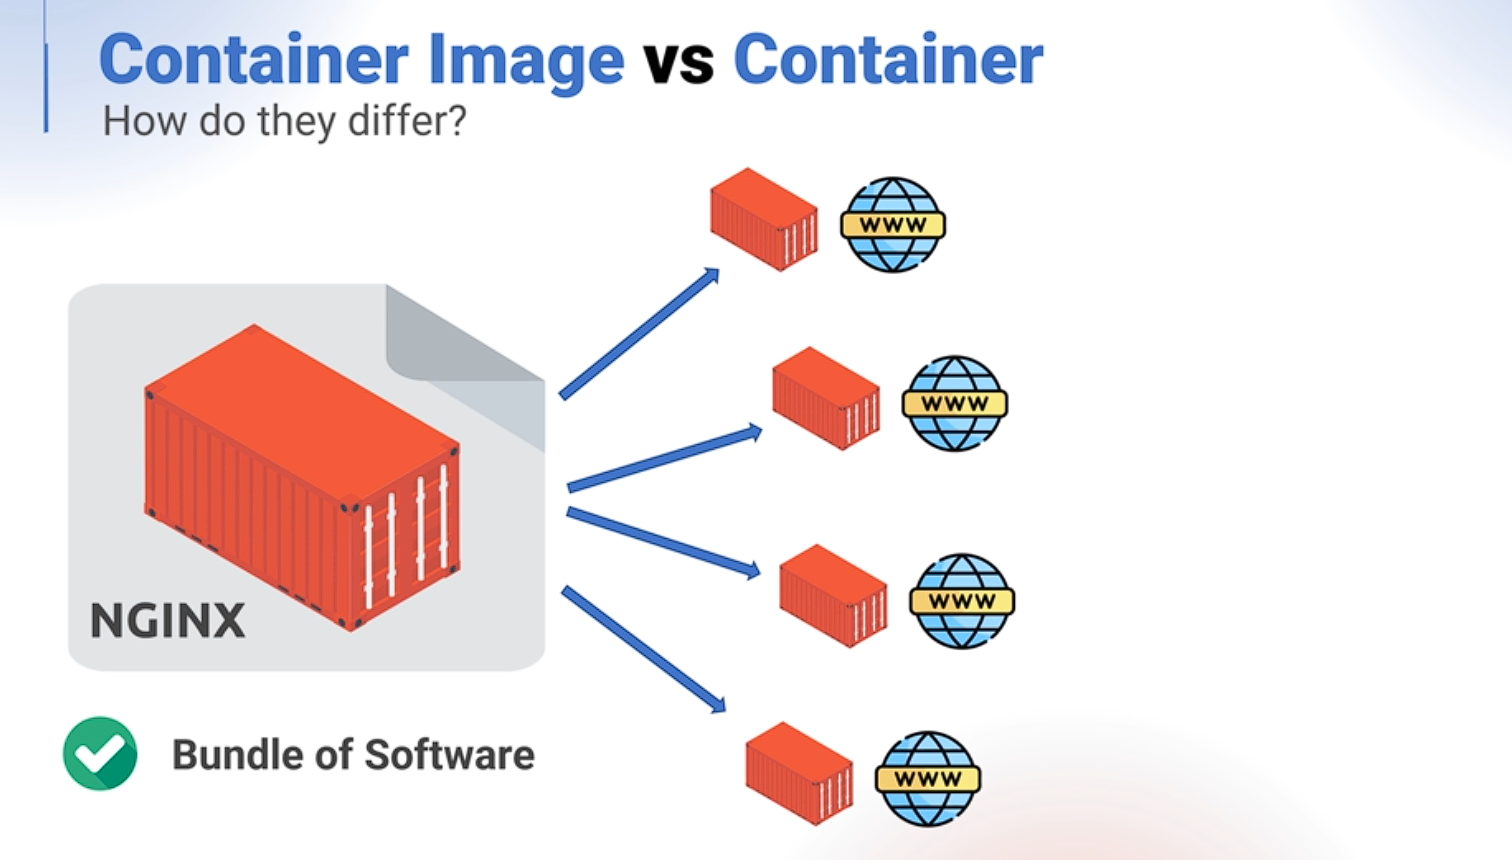 Container Image vs Container
How do they differ?
WWW
WWW
NGINX
WWW
Bundle of Software
WWW